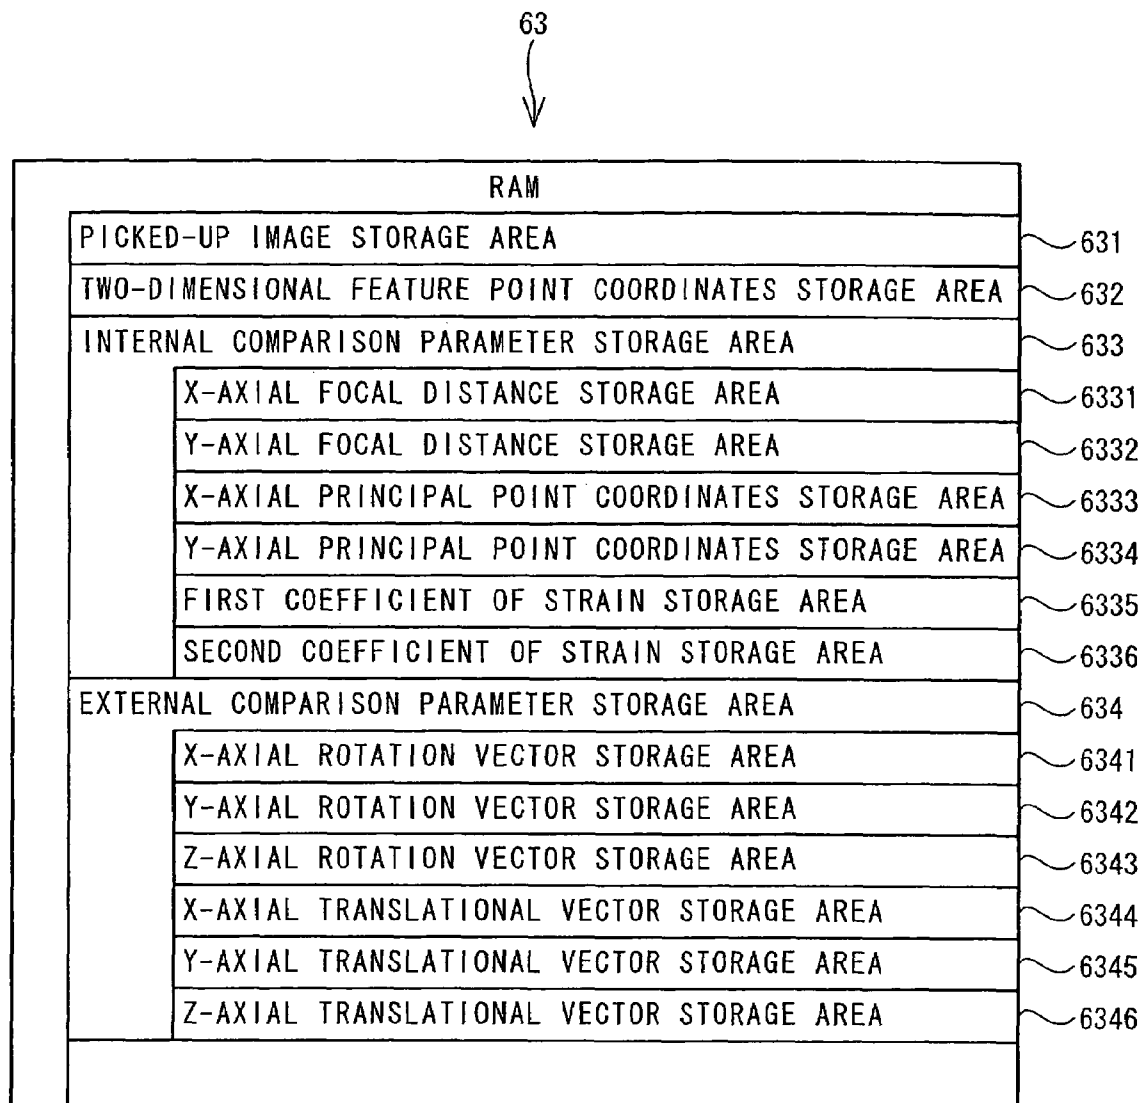 63
RAM
PICKED-UP IMAGE STORAGE AREA 631
TWO-DIMENSIONAL FEATURE POINT COORDINATES STORAGE AREA 632
INTERNAL COMPARISON PARAMETER STORAGE AREA 633
X-AXIAL FOCAL DISTANCE STORAGE AREA 6331
Y-AXIAL FOCAL DISTANCE STORAGE AREA 6332
X-AXIAL PRINCIPAL POINT COORDINATES STORAGE AREA 6333
Y-AXIAL PRINCIPAL POINT COORDINATES STORAGE AREA 6334
FIRST COEFFICIENT OF STRAIN STORAGE AREA 6335
SECOND COEFFICIENT OF STRAIN STORAGE AREA 6336
EXTERNAL COMPARISON PARAMETER STORAGE AREA 634
X-AXIAL ROTATION VECTOR STORAGE AREA 6341
Y-AXIAL ROTATION VECTOR STORAGE AREA 6342
Z-AXIAL ROTATION VECTOR STORAGE AREA 6343
X-AXIAL TRANSLATIONAL VECTOR STORAGE AREA 6344
Y-AXIAL TRANSLATIONAL VECTOR STORAGE AREA 6345
Z-AXIAL TRANSLATIONAL VECTOR STORAGE AREA 6346